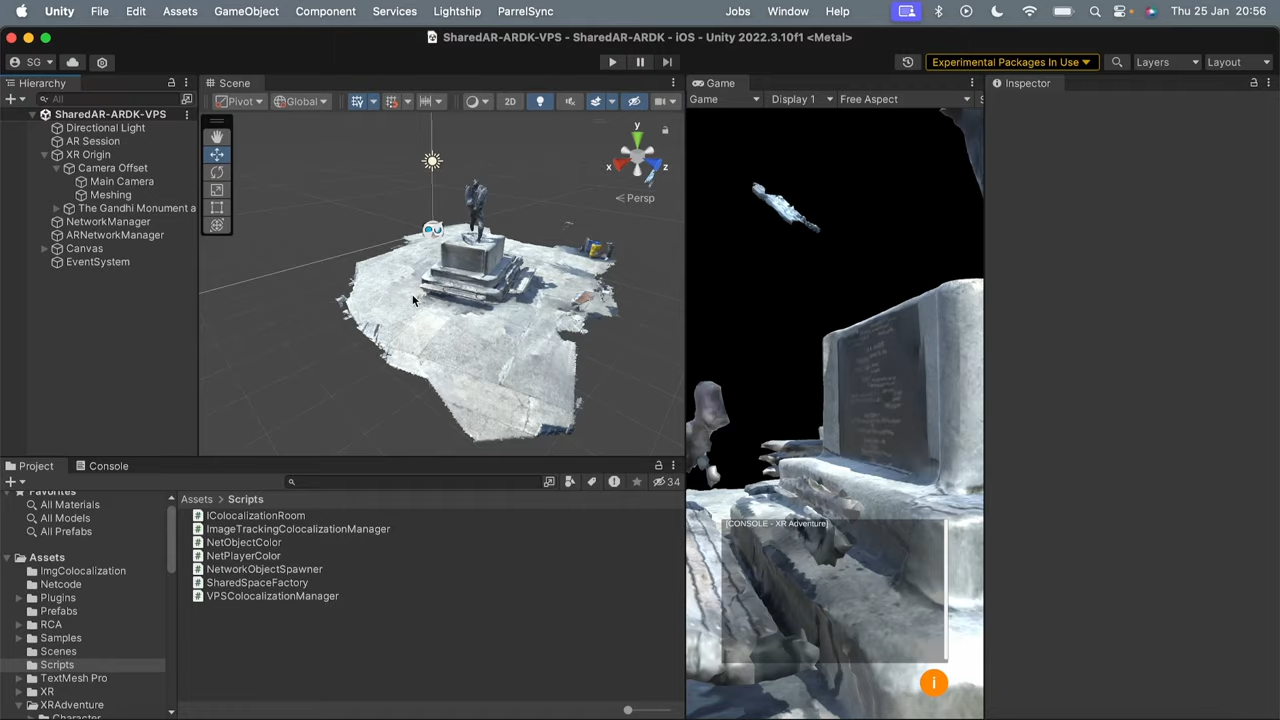 Unity File Edit Assets GameObject Component Services Lightship ParrelSync Jobs Window Help Thu 25 Jan 20:56
SharedAR-ARDK-VPS - SharedAR-ARDK - iOS - Unity 2022.3.10f1 <Metal>
SG Experimental Packages In Use Layers Layout
Hierarchy
All
SharedAR-ARDK-VPS
Directional Light
AR Session
XR Origin
Camera Offset
Main Camera
Meshing
The Gandhi Monument a
NetworkManager
ARNetworkManager
Canvas
EventSystem
Scene
Pivot Global 2D
y
x
z
Persp
Game
Game Display 1 Free Aspect S
[CONSOLE - XR Adventure]
i
Inspector
Project Console
34
Favorites
All Materials
All Models
All Prefabs
Assets
ImgColocalization
Netcode
Plugins
Prefabs
RCA
Samples
Scenes
Scripts
TextMesh Pro
XR
XRAdventure
Character
Assets > Scripts
IColocalizationRoom
ImageTrackingColocalizationManager
NetObjectColor
NetPlayerColor
NetworkObjectSpawner
SharedSpaceFactory
VPSColocalizationManager